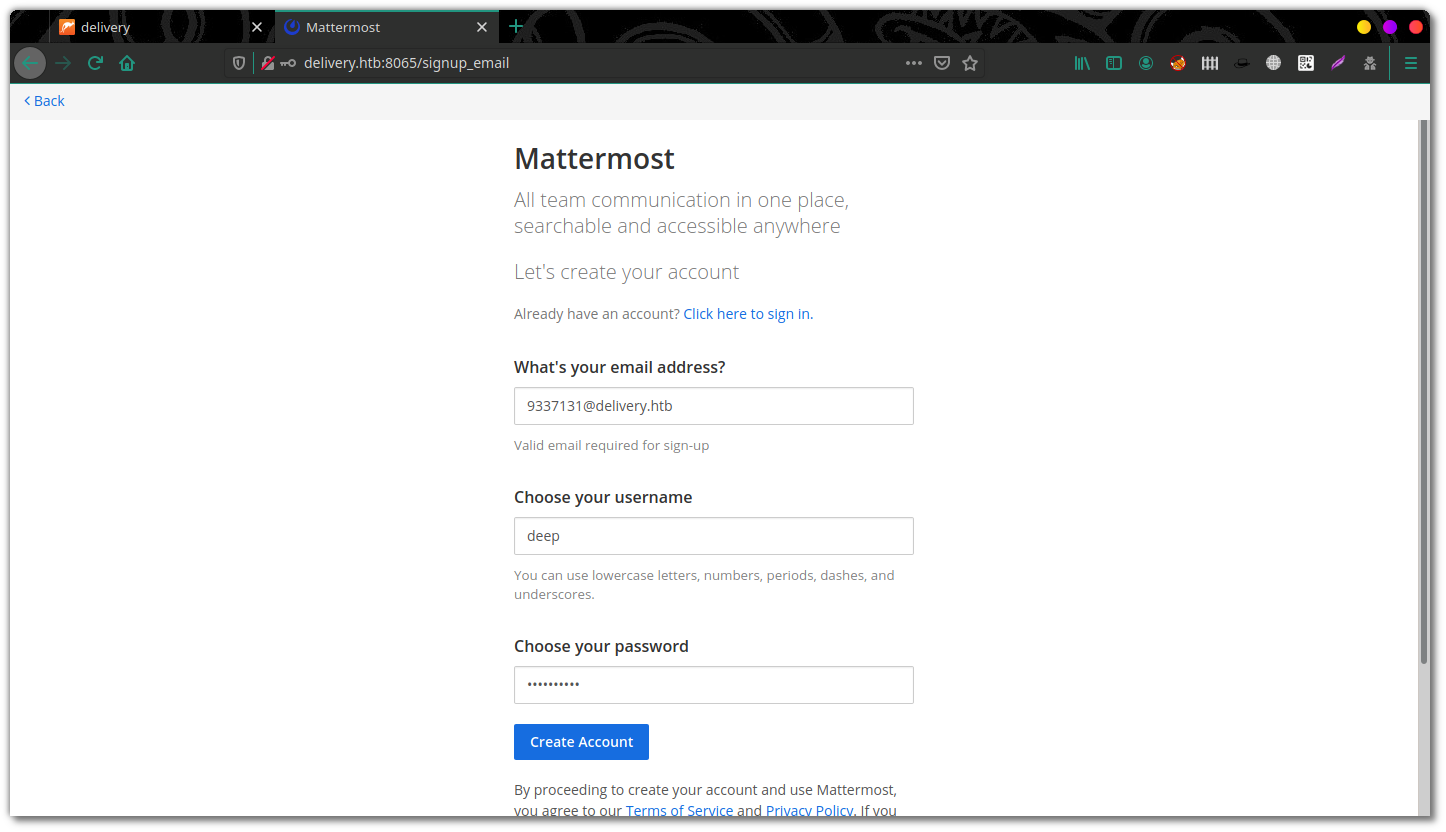 delivery
Mattermost
delivery.htb:8065/signup_email
Back
Mattermost
All team communication in one place,
searchable and accessible anywhere
Let's create your account
Already have an account? Click here to sign in.
What's your email address?
9337131@delivery.htb
Valid email required for sign-up
Choose your username
deep
You can use lowercase letters, numbers, periods, dashes, and
underscores.
Choose your password
••••••••••
Create Account
By proceeding to create your account and use Mattermost,
you agree to our Terms of Service and Privacy Policy. If you